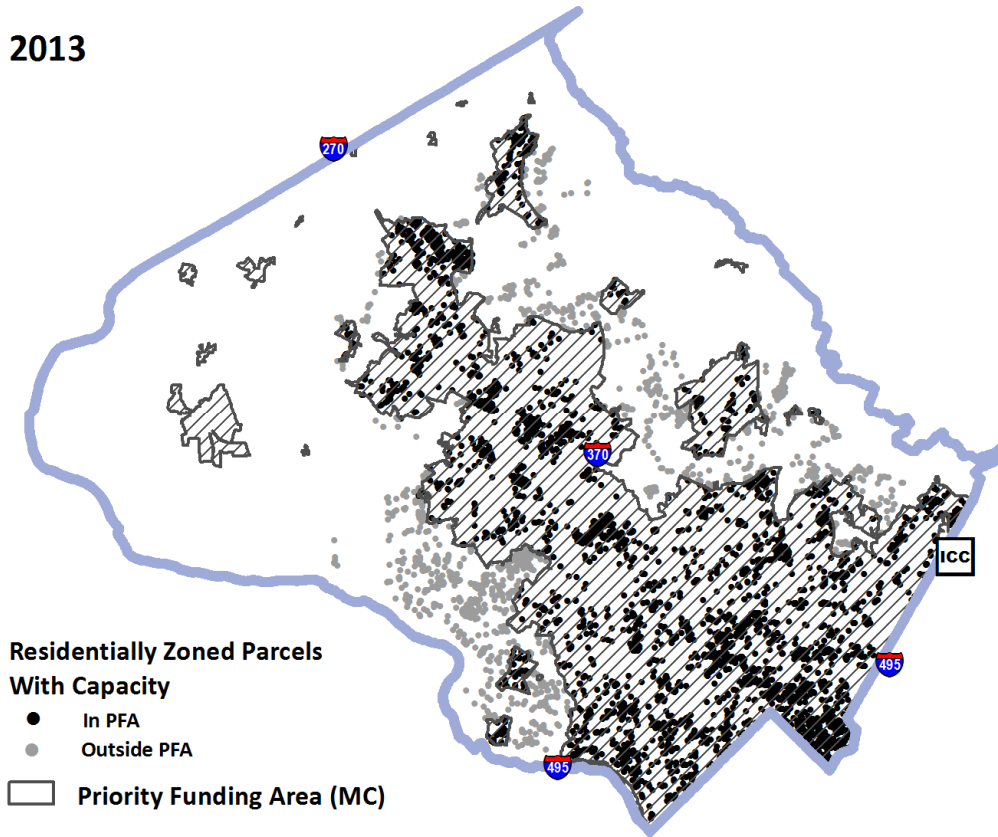 2013
270
370
ICC
495
495
Residentially Zoned Parcels
With Capacity
In PFA
Outside PFA
Priority Funding Area (MC)